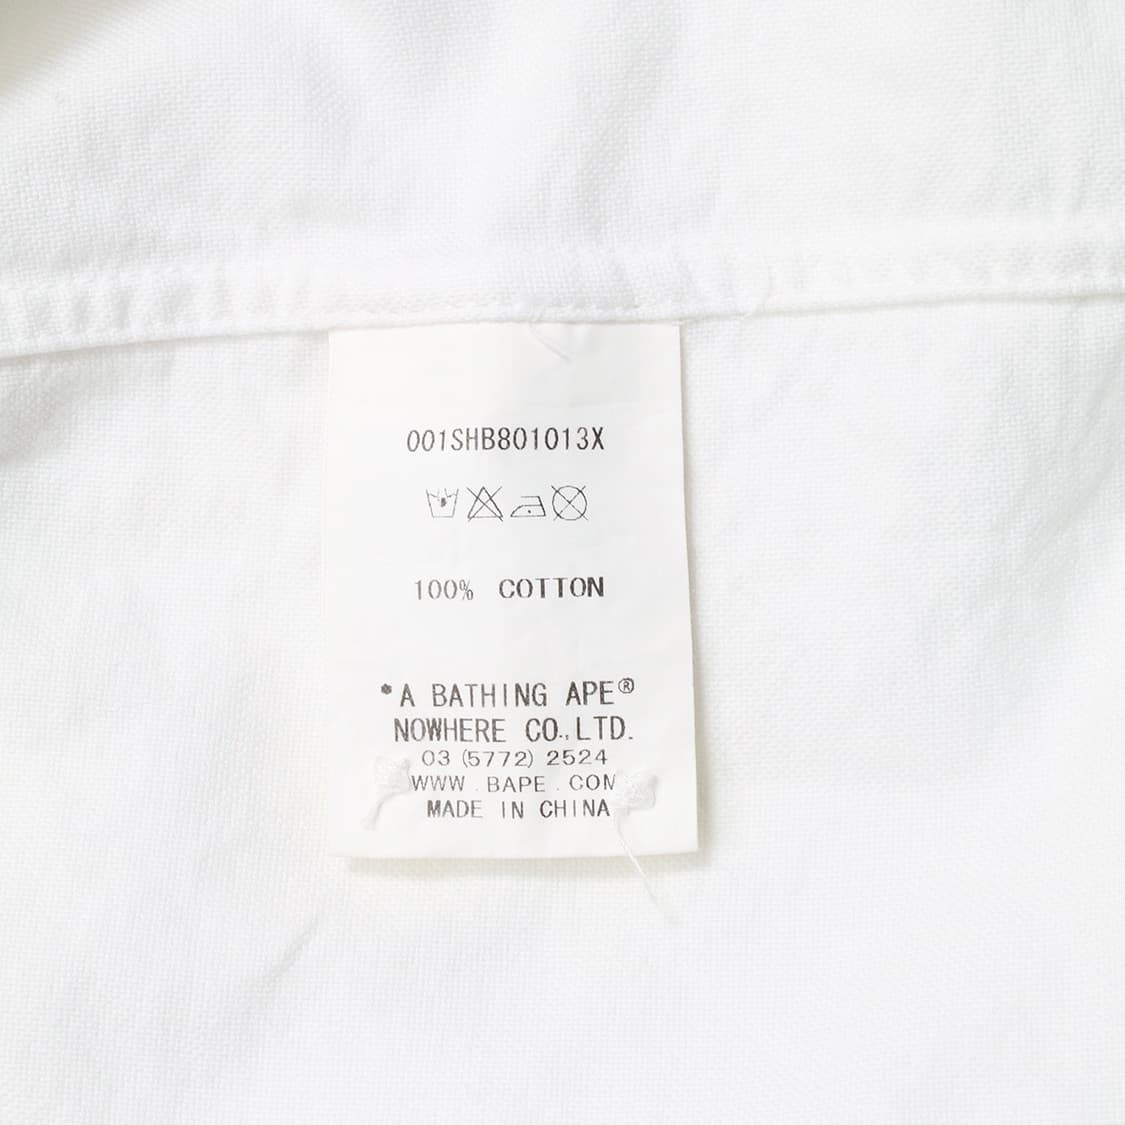 001SHB801013X
100% COTTON
*A BATHING APE®
NOWHERE CO.,LTD.
03 (5772) 2524
WWW . BAPE . COM
MADE IN CHINA